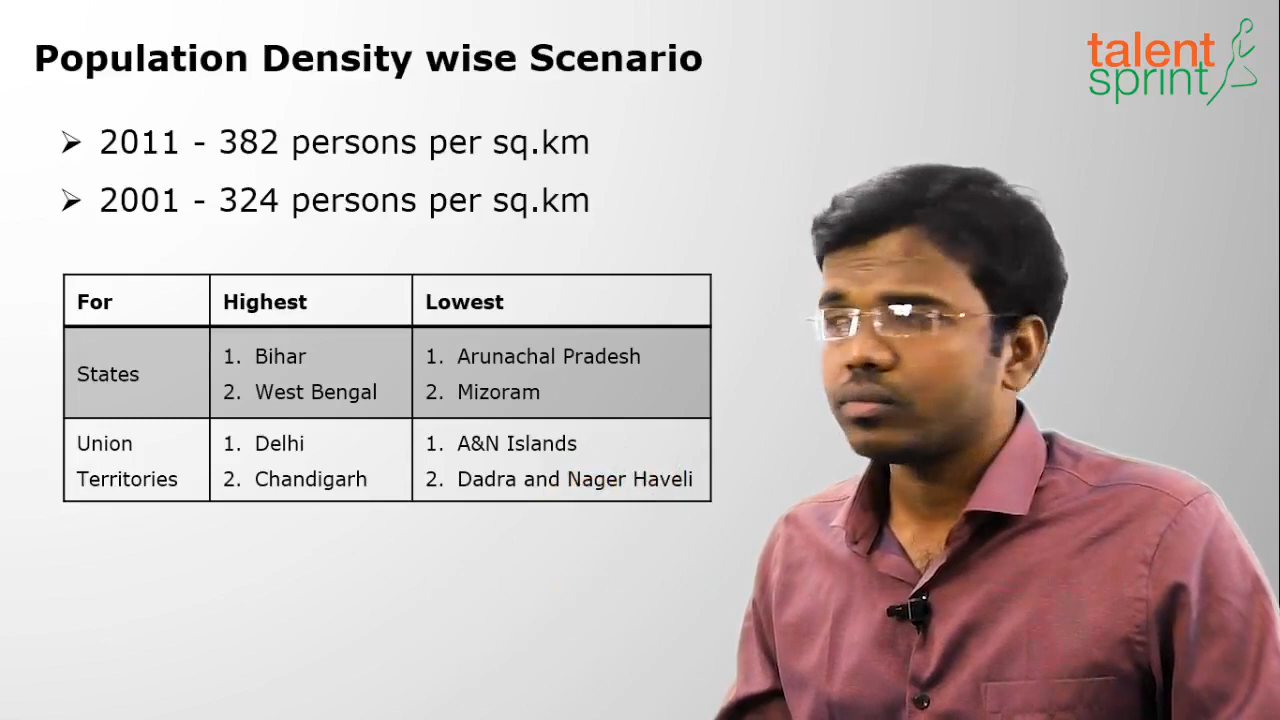 Population Density wise Scenario
talent
sprint
➢ 2011 - 382 persons per sq.km
➢ 2001 - 324 persons per sq.km
For Highest Lowest
States 1. Bihar 1. Arunachal Pradesh
2. West Bengal 2. Mizoram
Union 1. Delhi 1. A&N Islands
Territories 2. Chandigarh 2. Dadra and Nager Haveli